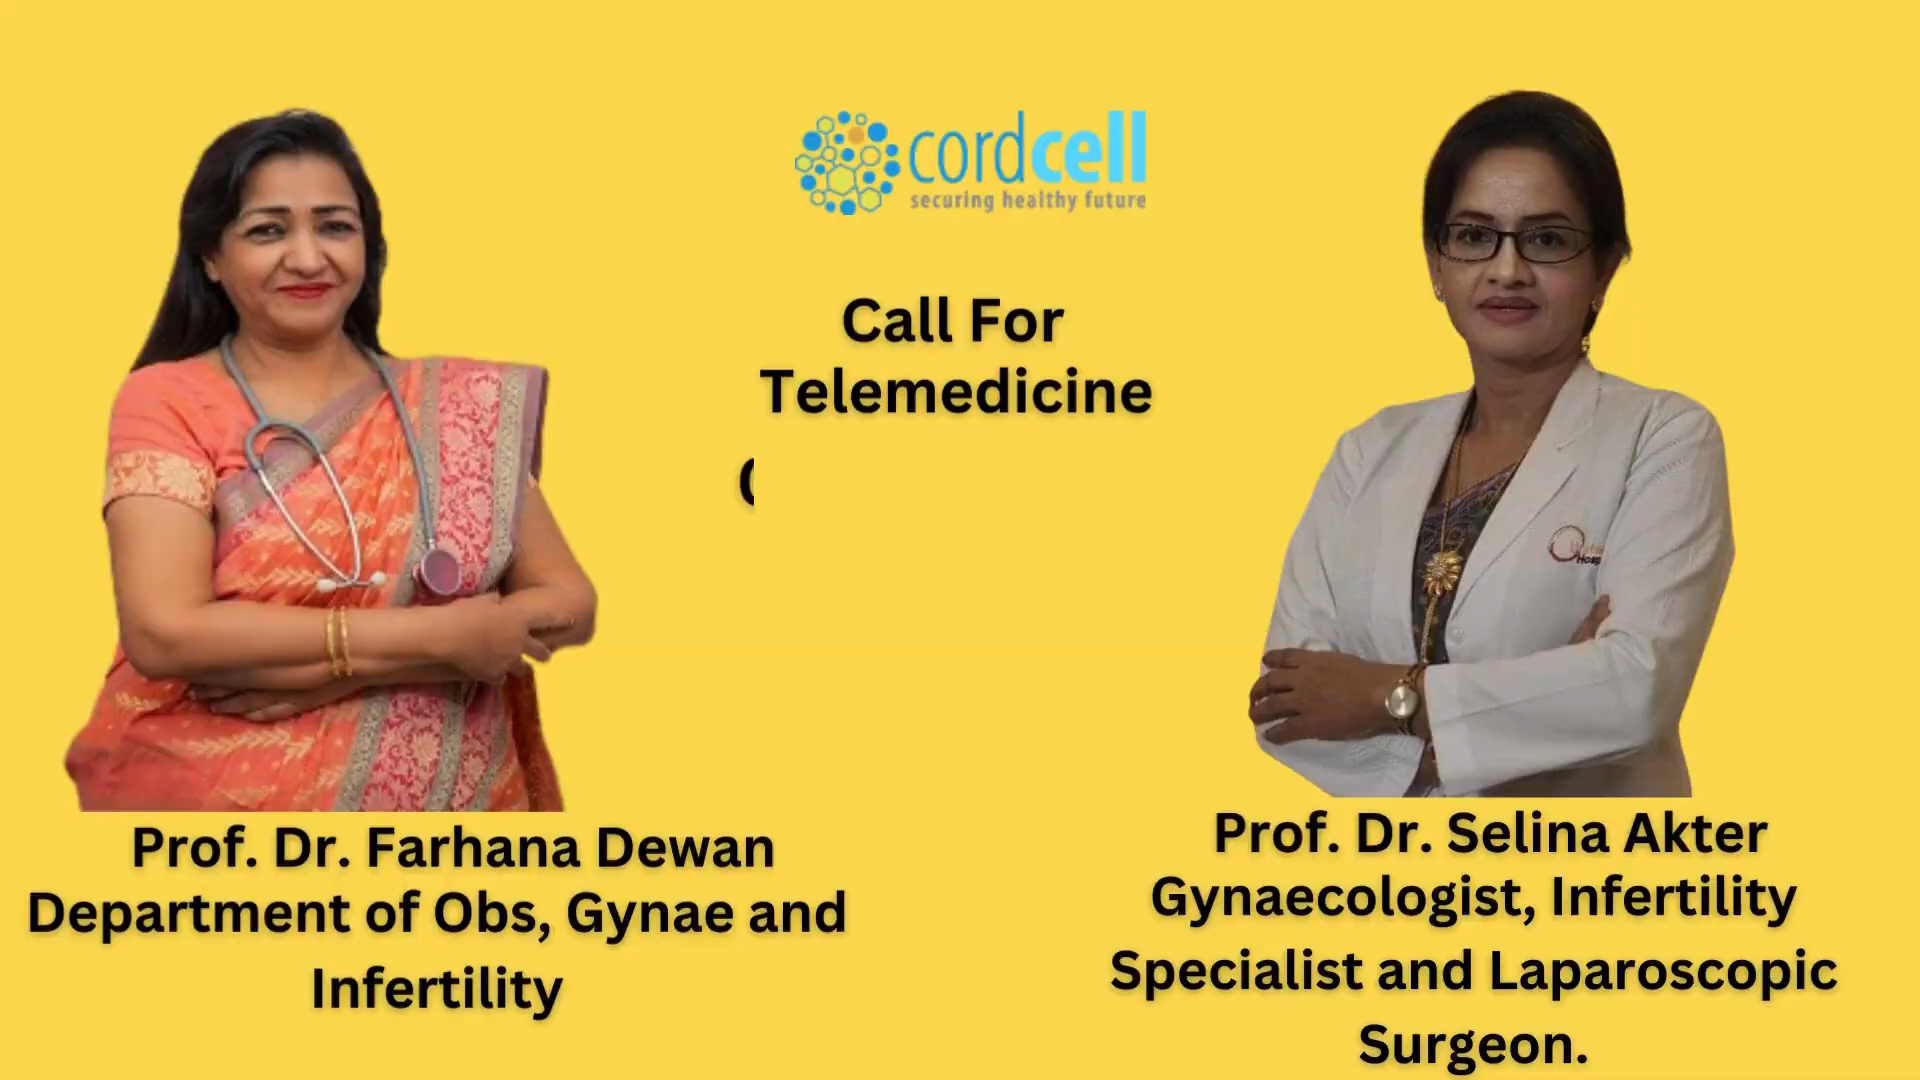 cordcell
securing healthy future
Call For
Telemedicine
Prof. Dr. Farhana Dewan
Department of Obs, Gynae and
Infertility
Prof. Dr. Selina Akter
Gynaecologist, Infertility
Specialist and Laparoscopic
Surgeon.